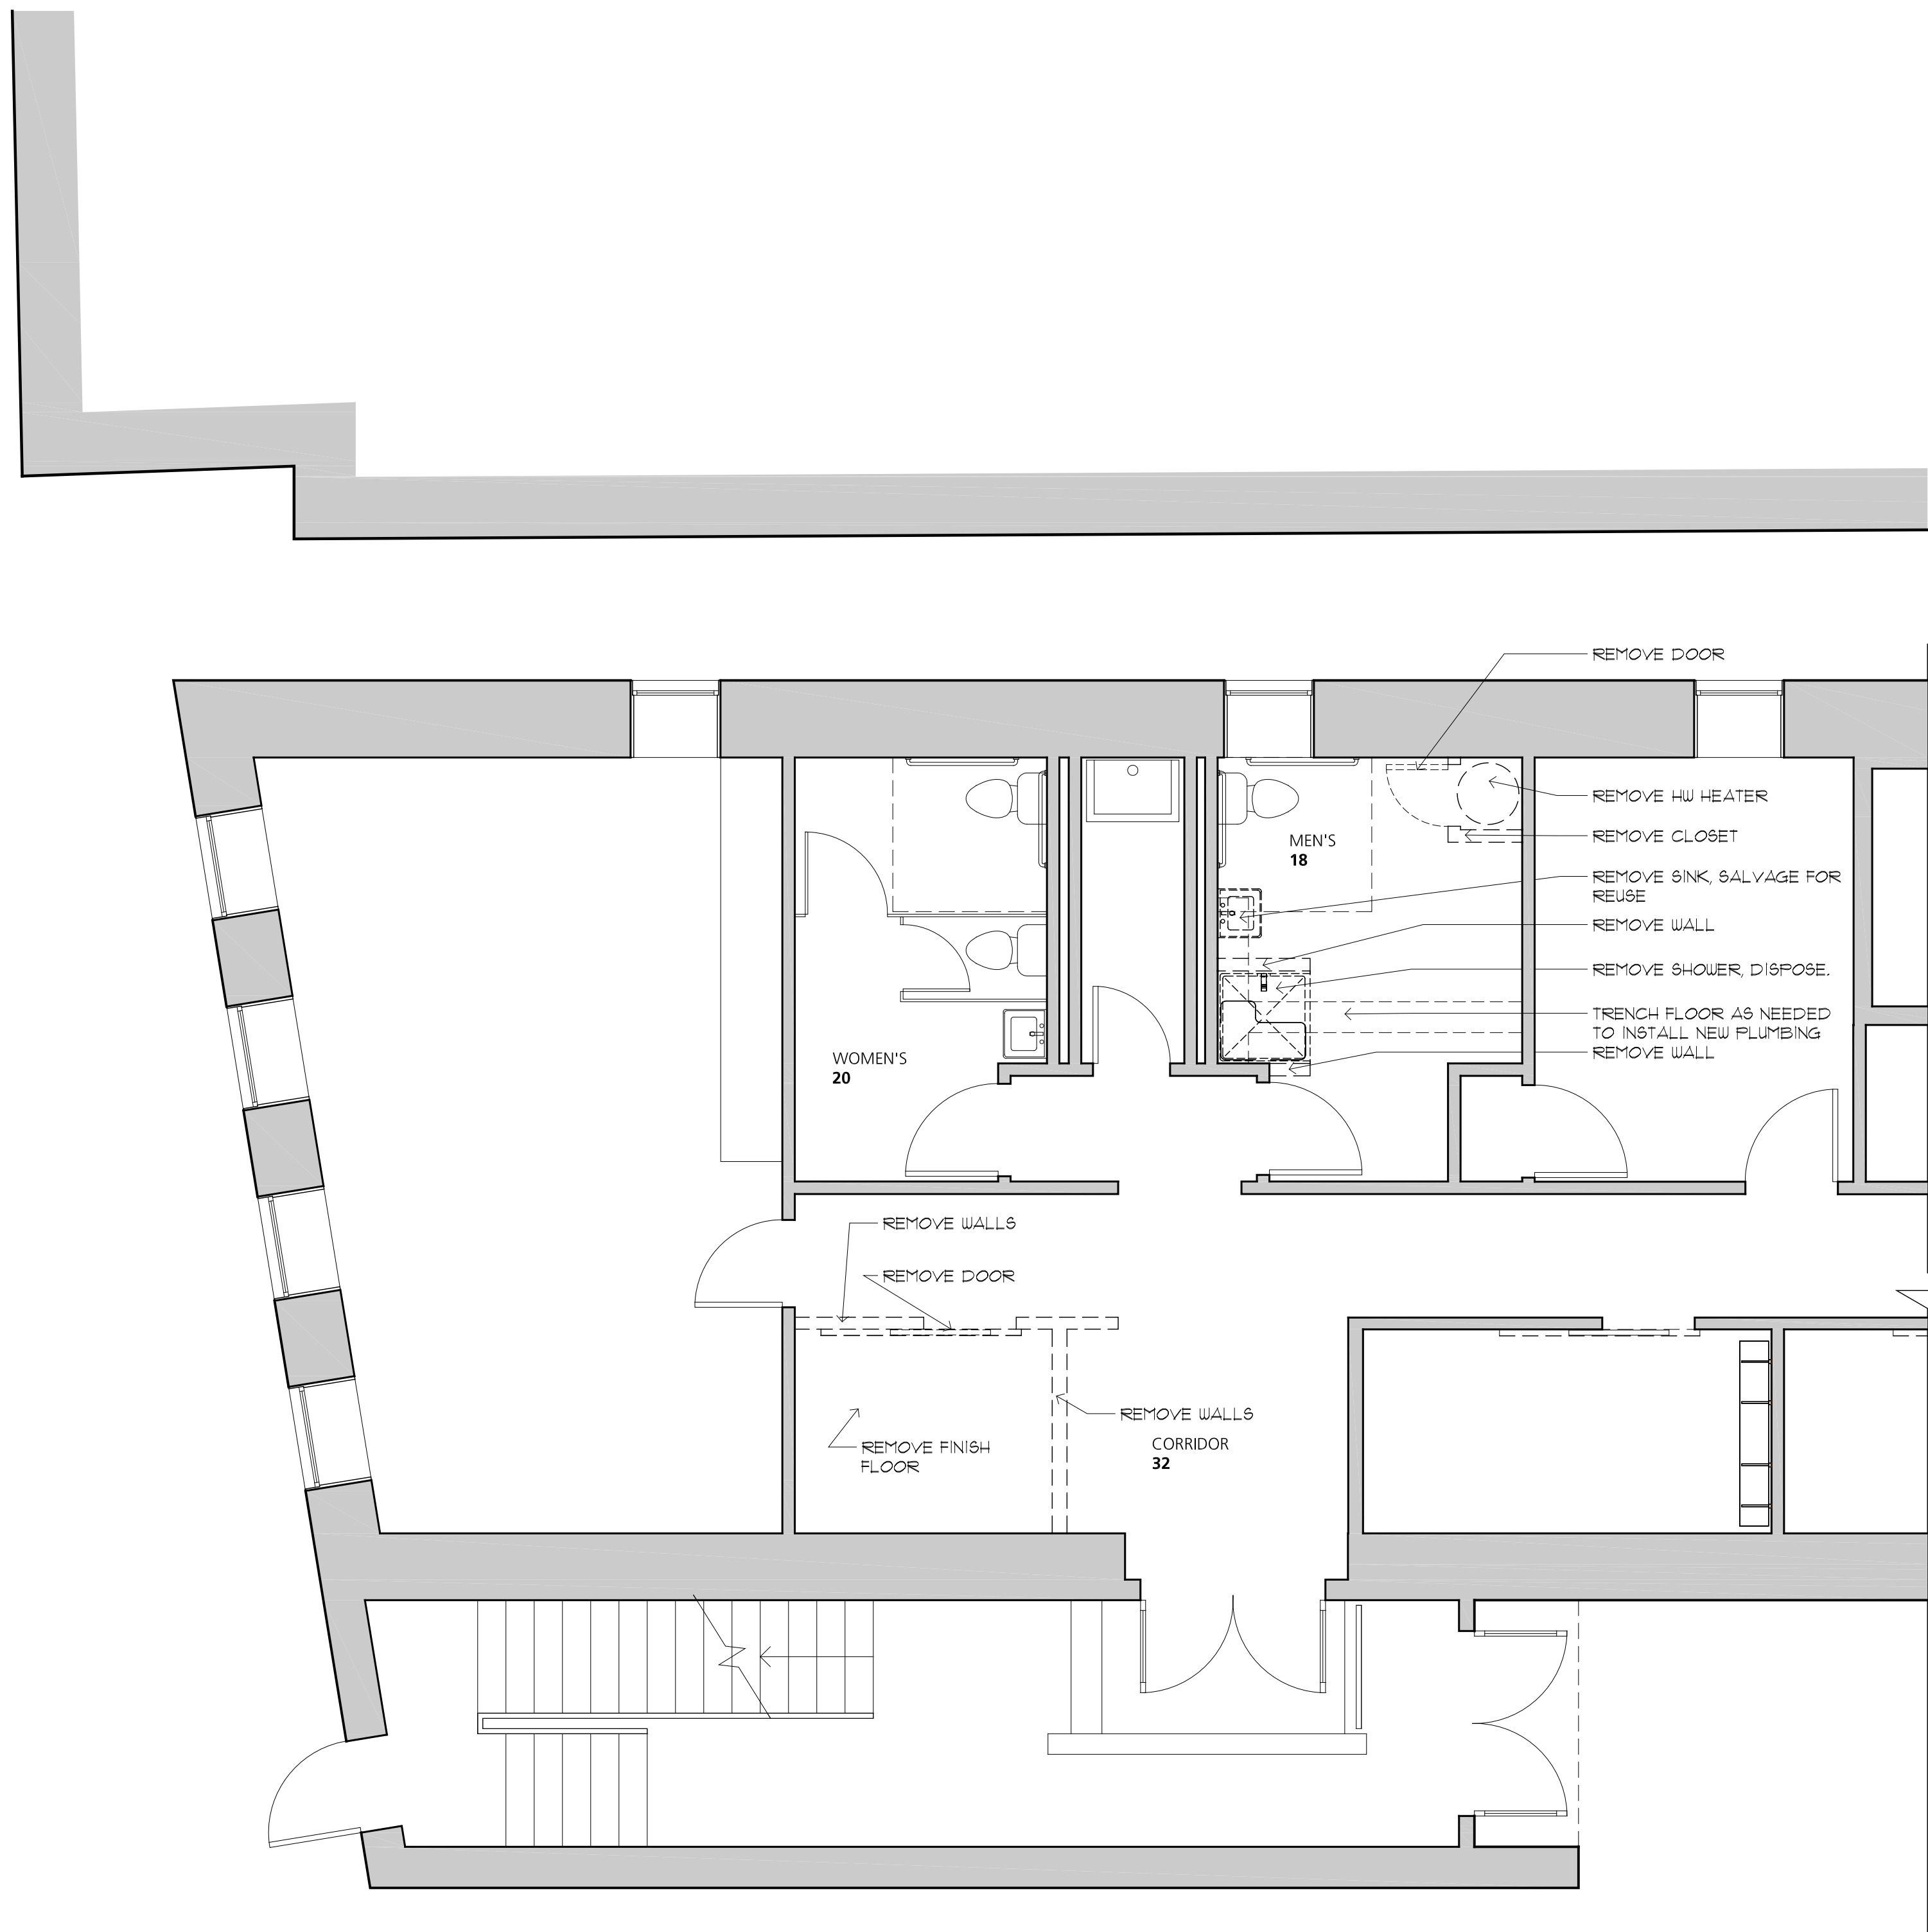 REMOVE DOOR
REMOVE HW HEATER
MEN'S
18
REMOVE CLOSET
REMOVE SINK, SALVAGE FOR
REUSE
REMOVE WALL
REMOVE SHOWER, DISPOSE.
TRENCH FLOOR AS NEEDED
TO INSTALL NEW PLUMBING
REMOVE WALL
WOMEN'S
20
REMOVE WALLS
REMOVE DOOR
REMOVE WALLS
CORRIDOR
32
REMOVE FINISH
FLOOR